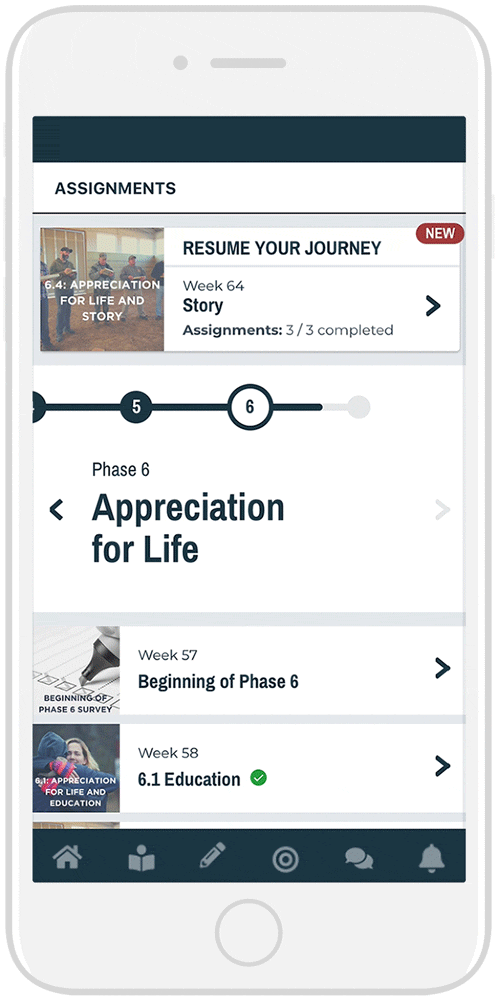 ASSIGNMENTS
NEW
6.4: APPRECIATION
FOR LIFE AND
STORY
RESUME YOUR JOURNEY
Week 64
Story
Assignments: 3 / 3 completed
5
6
Phase 6
Appreciation
for Life
BEGINNING OF
PHASE 6 SURVEY
Week 57
Beginning of Phase 6
6.1: APPRECIATION
FOR LIFE AND
EDUCATION
Week 58
6.1 Education